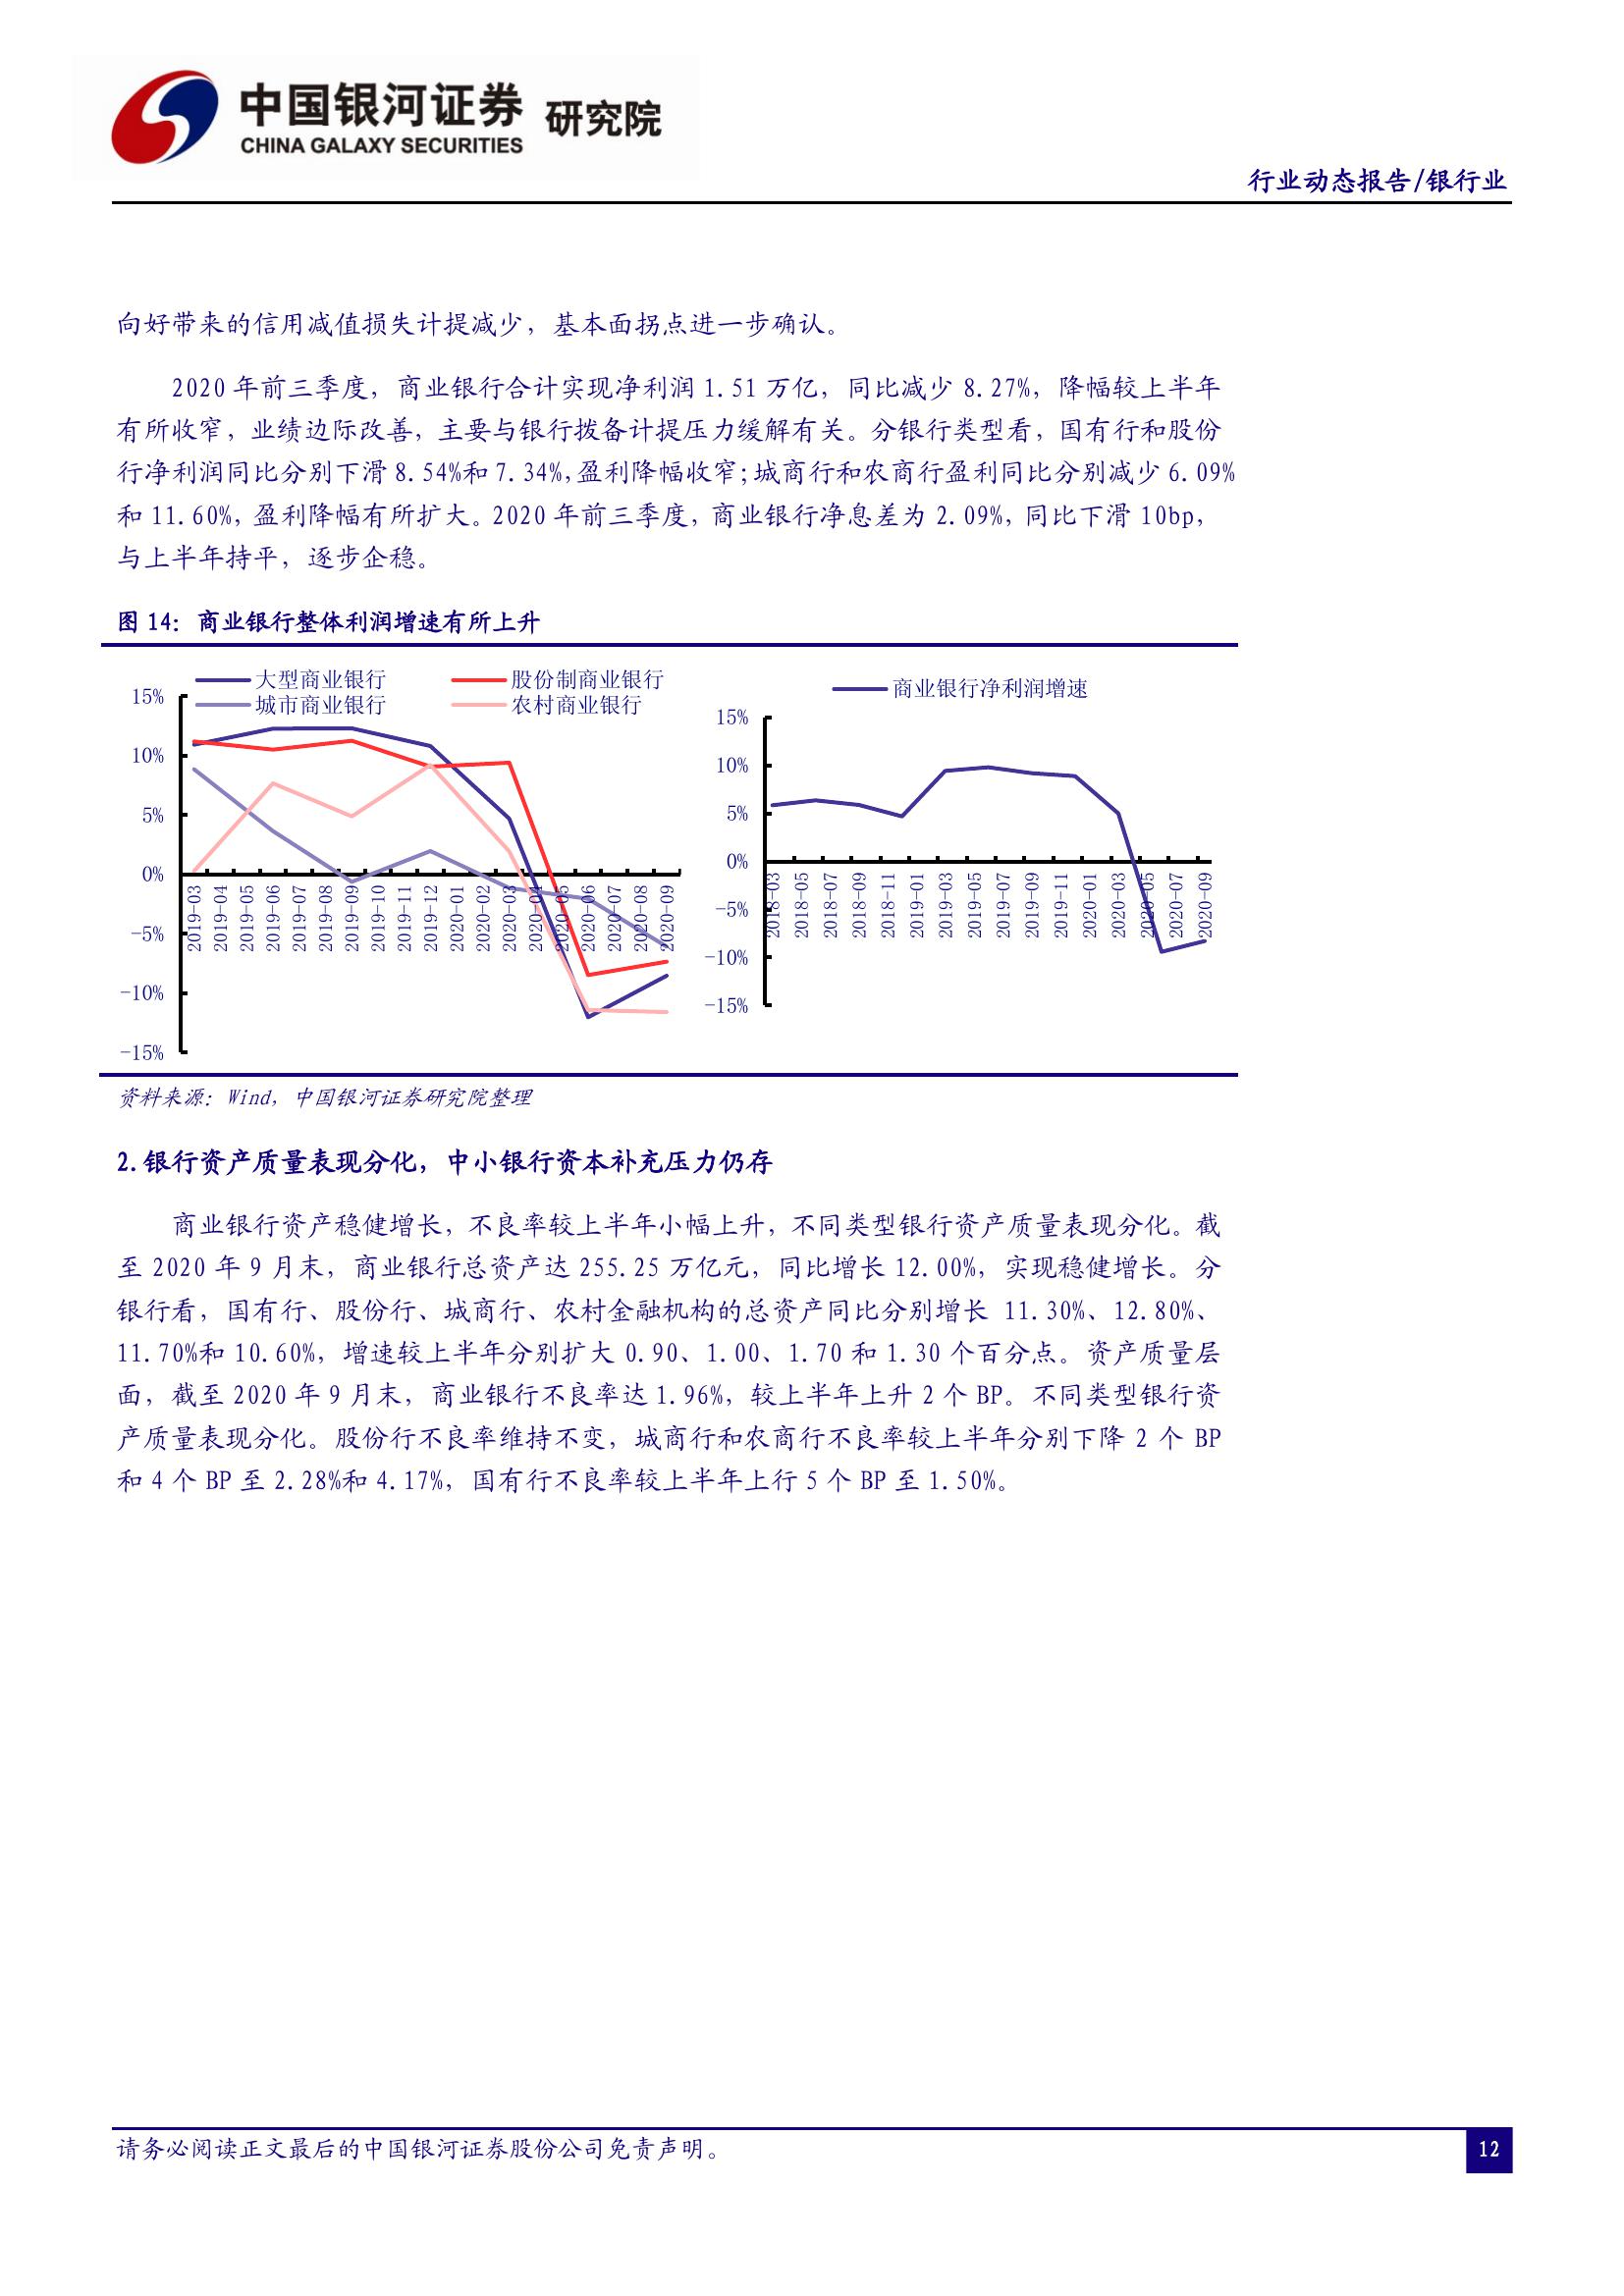 中国银河证券 研究院
CHINA GALAXY SECURITIES
行业动态报告/银行业
向好带来的信用减值损失计提减少，基本面拐点进一步确认。
2020 年前三季度，商业银行合计实现净利润 1.51 万亿，同比减少 8.27%，降幅较上半年
有所收窄，业绩边际改善，主要与银行拨备计提压力缓解有关。分银行类型看，国有行和股份
行净利润同比分别下滑 8.54%和 7.34%，盈利降幅收窄；城商行和农商行盈利同比分别减少 6.09%
和 11.60%，盈利降幅有所扩大。2020 年前三季度，商业银行净息差为 2.09%，同比下滑 10bp，
与上半年持平，逐步企稳。
图 14：商业银行整体利润增速有所上升
大型商业银行
股份制商业银行
城市商业银行
农村商业银行
15%
10%
5%
0%
-5%
-10%
-15%
2019-03
2019-04
2019-05
2019-06
2019-07
2019-08
2019-09
2019-10
2019-11
2019-12
2020-01
2020-02
2020-03
2020-04
2020-05
2020-06
2020-07
2020-08
2020-09
商业银行净利润增速
15%
10%
5%
0%
-5%
-10%
-15%
2018-03
2018-05
2018-07
2018-09
2018-11
2019-01
2019-03
2019-05
2019-07
2019-09
2019-11
2020-01
2020-03
2020-05
2020-07
2020-09
资料来源：Wind，中国银河证券研究院整理
2.银行资产质量表现分化，中小银行资本补充压力仍存
商业银行资产稳健增长，不良率较上半年小幅上升，不同类型银行资产质量表现分化。截
至 2020 年 9 月末，商业银行总资产达 255.25 万亿元，同比增长 12.00%，实现稳健增长。分
银行看，国有行、股份行、城商行、农村金融机构的总资产同比分别增长 11.30%、12.80%、
11.70%和 10.60%，增速较上半年分别扩大 0.90、1.00、1.70 和 1.30 个百分点。资产质量层
面，截至 2020 年 9 月末，商业银行不良率达 1.96%，较上半年上升 2 个 BP。不同类型银行资
产质量表现分化。股份行不良率维持不变，城商行和农商行不良率较上半年分别下降 2 个 BP
和 4 个 BP 至 2.28%和 4.17%，国有行不良率较上半年上行 5 个 BP 至 1.50%。
请务必阅读正文最后的中国银河证券股份公司免责声明。
12